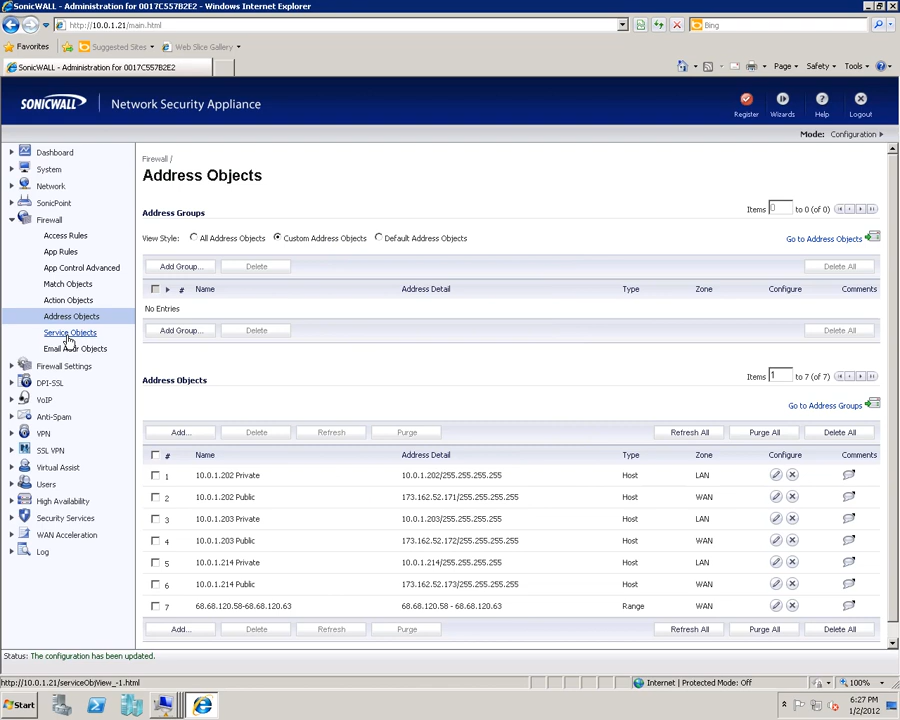 SonicWALL - Administration for 0017C557B2E2 - Windows Internet Explorer
http://10.0.1.21/main.html
Bing
Favorites
Suggested Sites
Web Slice Gallery
SonicWALL - Administration for 0017C557B2E2
Page
Safety
Tools
SONICWALL
Network Security Appliance
Register
Wizards
Help
Logout
Mode: Configuration
Dashboard
System
Network
SonicPoint
Firewall
Access Rules
App Rules
App Control Advanced
Match Objects
Action Objects
Address Objects
Service Objects
Email Addr Objects
Firewall Settings
DPI-SSL
VoIP
Anti-Spam
VPN
SSL VPN
Virtual Assist
Users
High Availability
Security Services
WAN Acceleration
Log
Firewall /
Address Objects
Address Groups
Items 0 to 0 (of 0)
View Style: All Address Objects Custom Address Objects Default Address Objects
Go to Address Objects
Add Group... Delete Delete All
# Name Address Detail Type Zone Configure Comments
No Entries
Add Group... Delete Delete All
Address Objects
Items 1 to 7 (of 7)
Go to Address Groups
Add... Delete Refresh Purge Refresh All Purge All Delete All
# Name Address Detail Type Zone Configure Comments
1 10.0.1.202 Private 10.0.1.202/255.255.255.255 Host LAN
2 10.0.1.202 Public 173.162.52.171/255.255.255.255 Host WAN
3 10.0.1.203 Private 10.0.1.203/255.255.255.255 Host LAN
4 10.0.1.203 Public 173.162.52.172/255.255.255.255 Host WAN
5 10.0.1.214 Private 10.0.1.214/255.255.255.255 Host LAN
6 10.0.1.214 Public 173.162.52.173/255.255.255.255 Host WAN
7 68.68.120.58-68.68.120.63 68.68.120.58 - 68.68.120.63 Range WAN
Add... Delete Refresh Purge Refresh All Purge All Delete All
Status: The configuration has been updated.
http://10.0.1.21/serviceObjView_-1.html
Internet | Protected Mode: Off
100%
Start
6:27 PM
1/2/2012